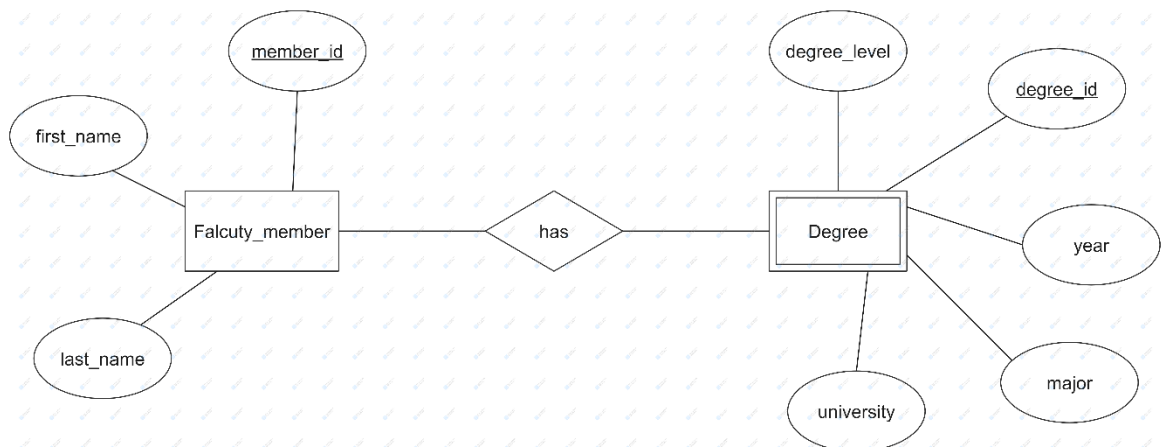 member_id
degree_level
degree_id
first_name
Falcuty_member
has
Degree
year
last_name
major
university